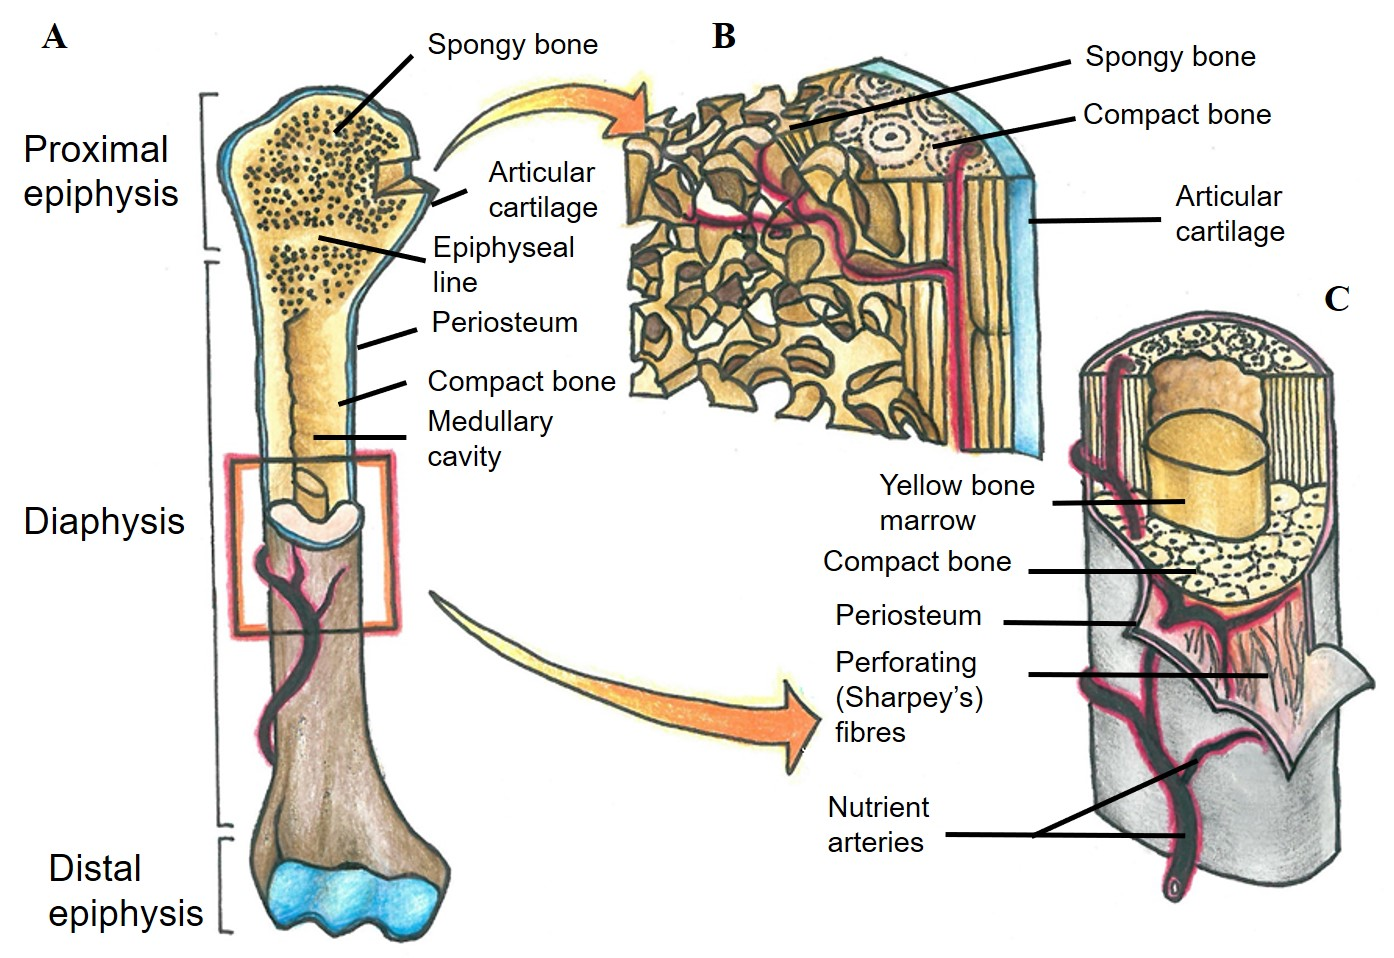 A
Spongy bone
Proximal
epiphysis
Articular
cartilage
Epiphyseal
line
Periosteum
Compact bone
Medullary
cavity
Diaphysis
Distal
epiphysis
B
Spongy bone
Compact bone
Articular
cartilage
C
Yellow bone
marrow
Compact bone
Periosteum
Perforating
(Sharpey's)
fibres
Nutrient
arteries